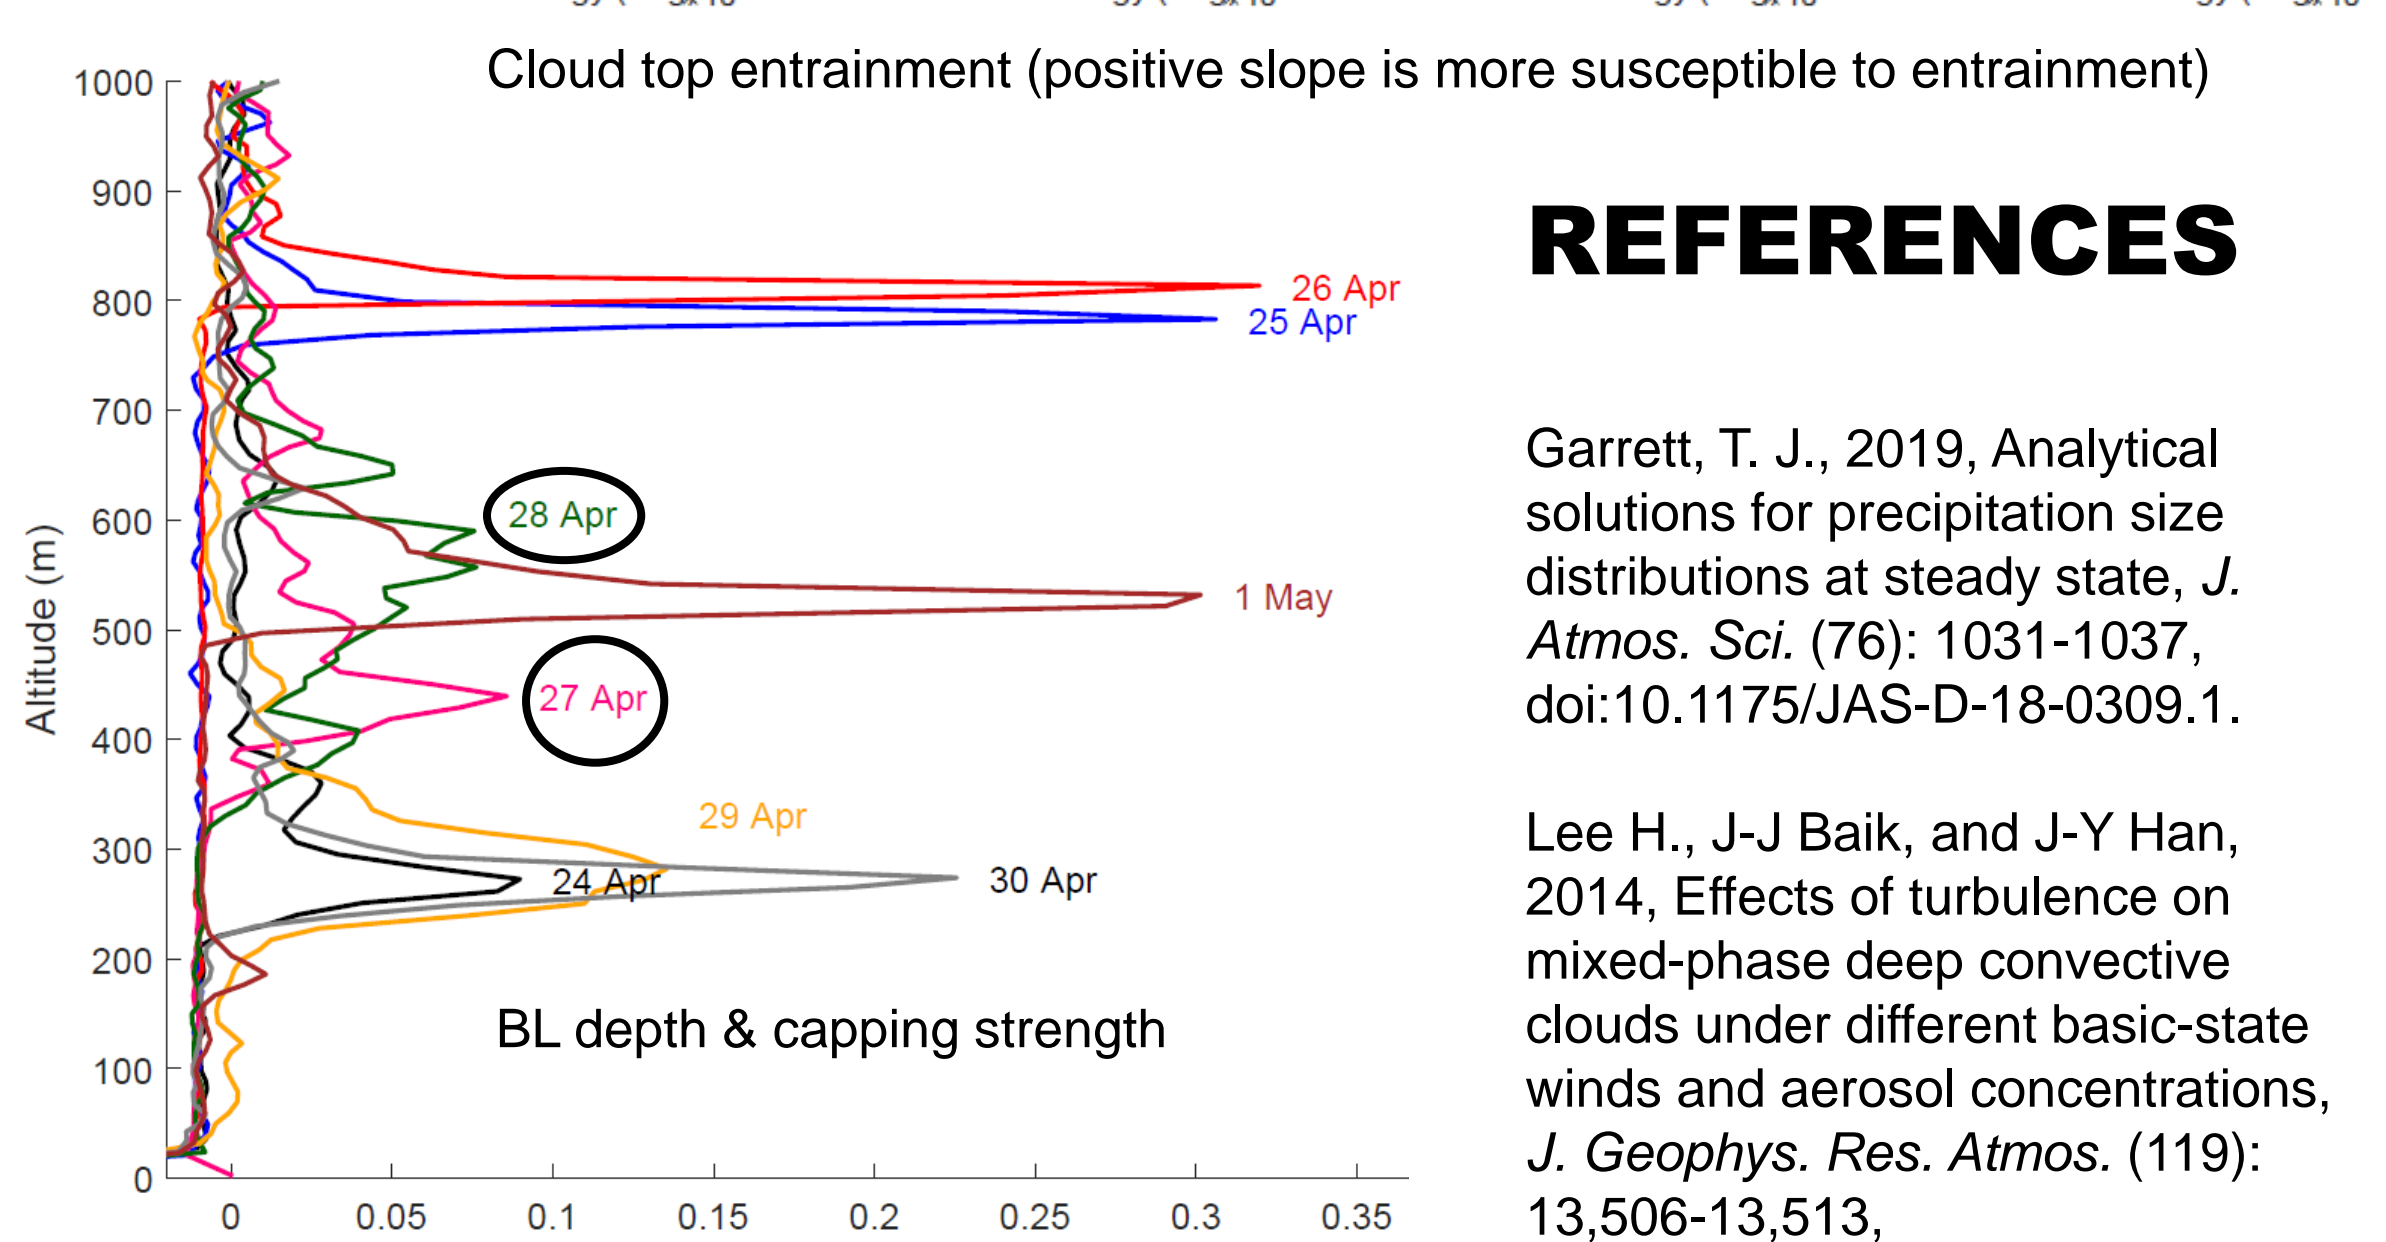 Cloud top entrainment (positive slope is more susceptible to entrainment)
1000
900
800
700
600
500
400
300
200
100
0
Altitude (m)
26 Apr
25 Apr
28 Apr
1 May
27 Apr
29 Apr
24 Apr
30 Apr
BL depth & capping strength
0 0.05 0.1 0.15 0.2 0.25 0.3 0.35
REFERENCES
Garrett, T. J., 2019, Analytical
solutions for precipitation size
distributions at steady state, J.
Atmos. Sci. (76): 1031-1037,
doi:10.1175/JAS-D-18-0309.1.
Lee H., J-J Baik, and J-Y Han,
2014, Effects of turbulence on
mixed-phase deep convective
clouds under different basic-state
winds and aerosol concentrations,
J. Geophys. Res. Atmos. (119):
13,506-13,513,